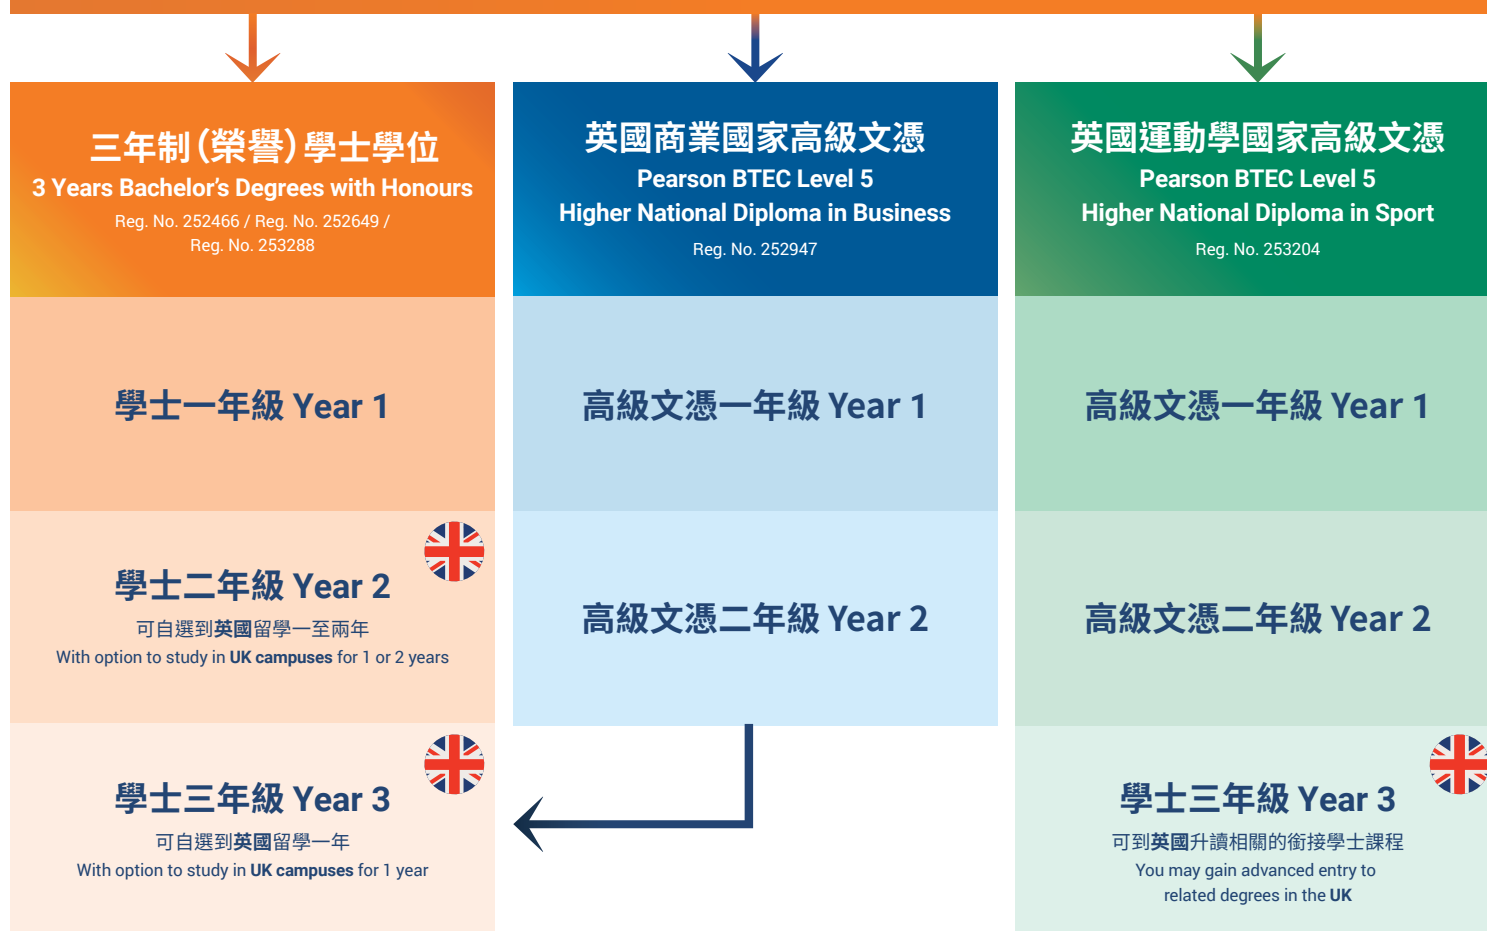 三年制(榮譽)學士學位
3 Years Bachelor's Degrees with Honours
Reg. No. 252466 / Reg. No. 252649 /
Reg. No. 253288
學士一年級 Year 1
學士二年級 Year 2
可自選到英國留學一至兩年
With option to study in UK campuses for 1 or 2 years
學士三年級 Year 3
可自選到英國留學一年
With option to study in UK campuses for 1 year
英國商業國家高級文憑
Pearson BTEC Level 5
Higher National Diploma in Business
Reg. No. 252947
高級文憑一年級 Year 1
高級文憑二年級 Year 2
英國運動學國家高級文憑
Pearson BTEC Level 5
Higher National Diploma in Sport
Reg. No. 253204
高級文憑一年級 Year 1
高級文憑二年級 Year 2
學士三年級 Year 3
可到英國升讀相關的銜接學士課程
You may gain advanced entry to
related degrees in the UK